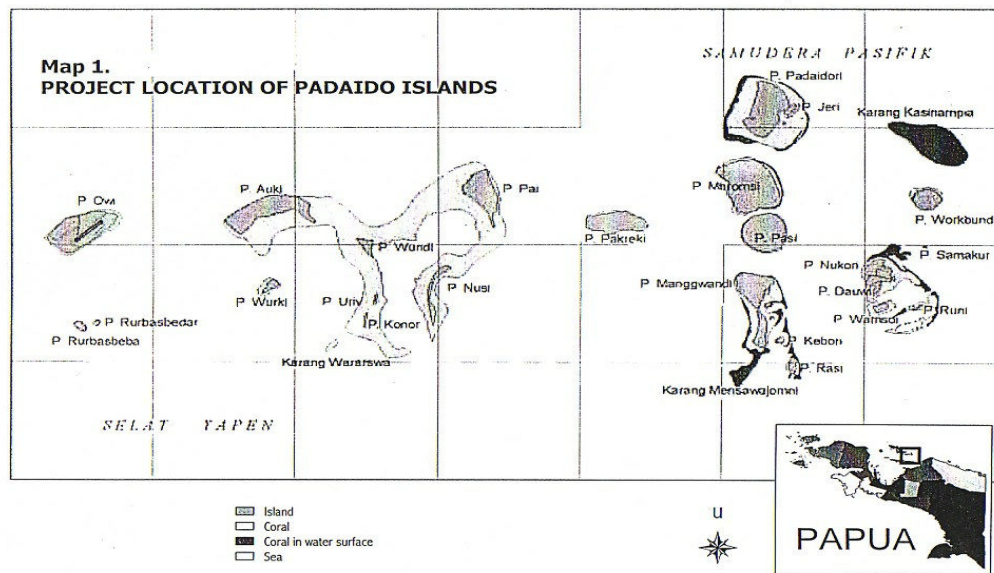 Map 1.
PROJECT LOCATION OF PADAIDO ISLANDS
SAMUDERA PASIFIK
P. Padaidori
P. Jeri
Karang Kasinampia
P. Auki
P. Pai
P. Maromsi
P. Owi
P. Workbund
P. Wundi
P. Pakreki
P. Pasi
P. Samakur
P. Nukon
P. Wurki
P. Uriv
P. Nusi
P. Manggwandi
P. Dauwi
P. Rurbasbedar
P. Konor
P. Wamsoi
P. Runi
P. Rurbasbeba
P. Kebori
Karang Wararswa
P. Rasi
Karang Mensawajomni
SELAT YAPEN
Island
Coral
Coral in water surface
Sea
u
PAPUA